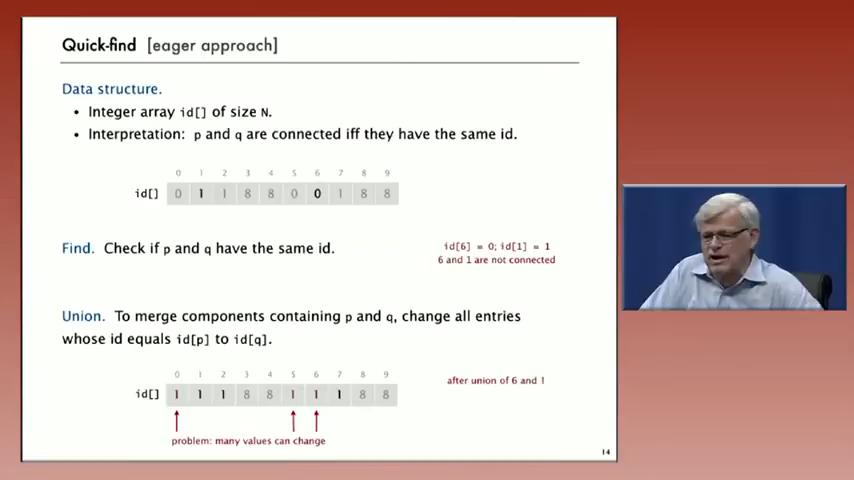 Quick-find [eager approach]
Data structure.
• Integer array id[] of size N.
• Interpretation: p and q are connected iff they have the same id.
0 1 2 3 4 5 6 7 8 9
id[] 0 1 1 8 8 0 0 1 8 8
Find. Check if p and q have the same id.
id[6] = 0; id[1] = 1
6 and 1 are not connected
Union. To merge components containing p and q, change all entries
whose id equals id[p] to id[q].
0 1 2 3 4 5 6 7 8 9
id[] 1 1 1 8 8 1 1 1 8 8
after union of 6 and 1
problem: many values can change
14